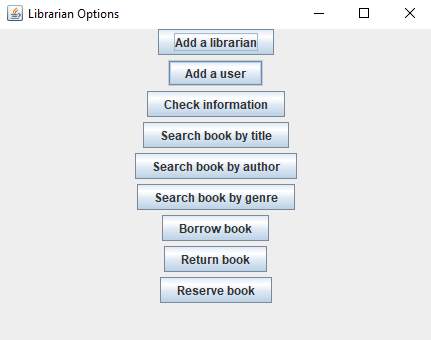 Librarian Options
Add a librarian
Add a user
Check information
Search book by title
Search book by author
Search book by genre
Borrow book
Return book
Reserve book